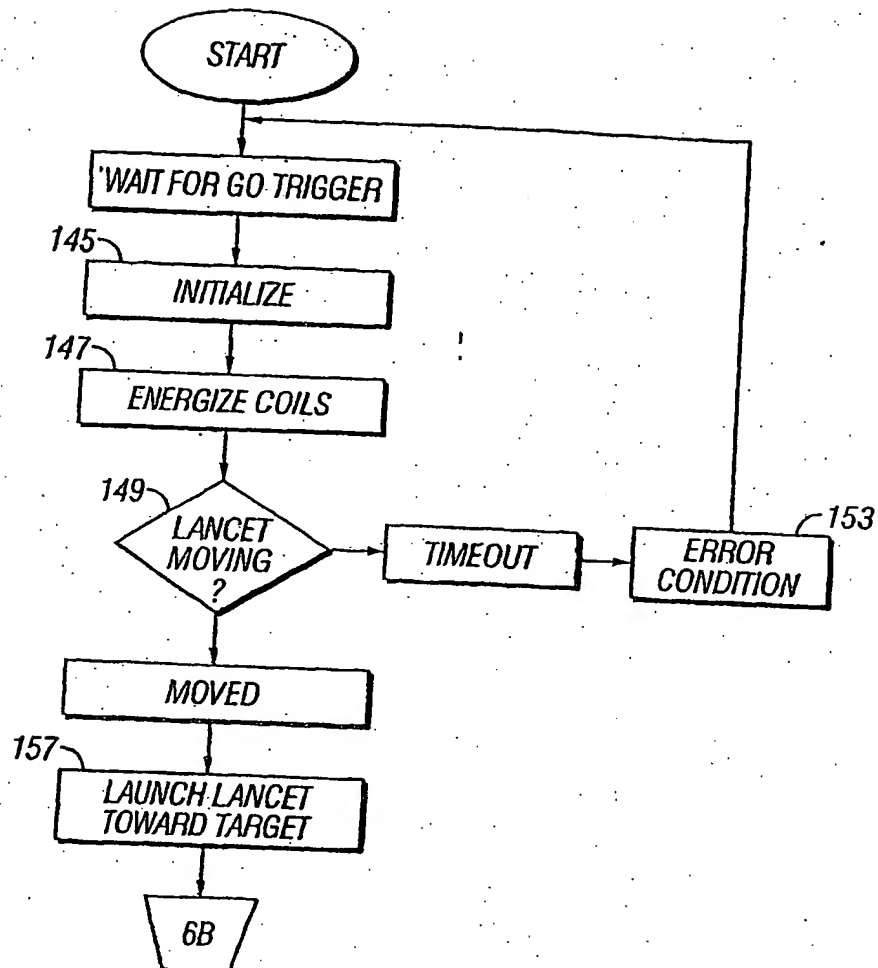 START
WAIT FOR GO TRIGGER
145
INITIALIZE
147
ENERGIZE COILS
149
LANCET
MOVING
?
TIMEOUT
ERROR
CONDITION
153
MOVED
157
LAUNCH LANCET
TOWARD TARGET
6B